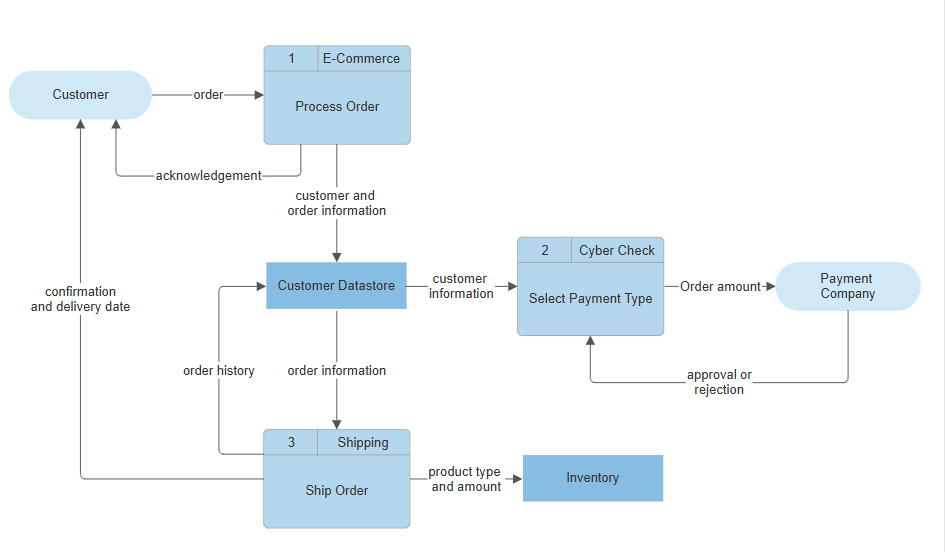 1
E-Commerce
Customer
order
Process Order
acknowledgement
customer and
order information
2
Cyber Check
Customer Datastore
customer
information
Select Payment Type
Order amount
Payment
Company
confirmation
and delivery date
order history
order information
approval or
rejection
3
Shipping
Ship Order
product type
and amount
Inventory